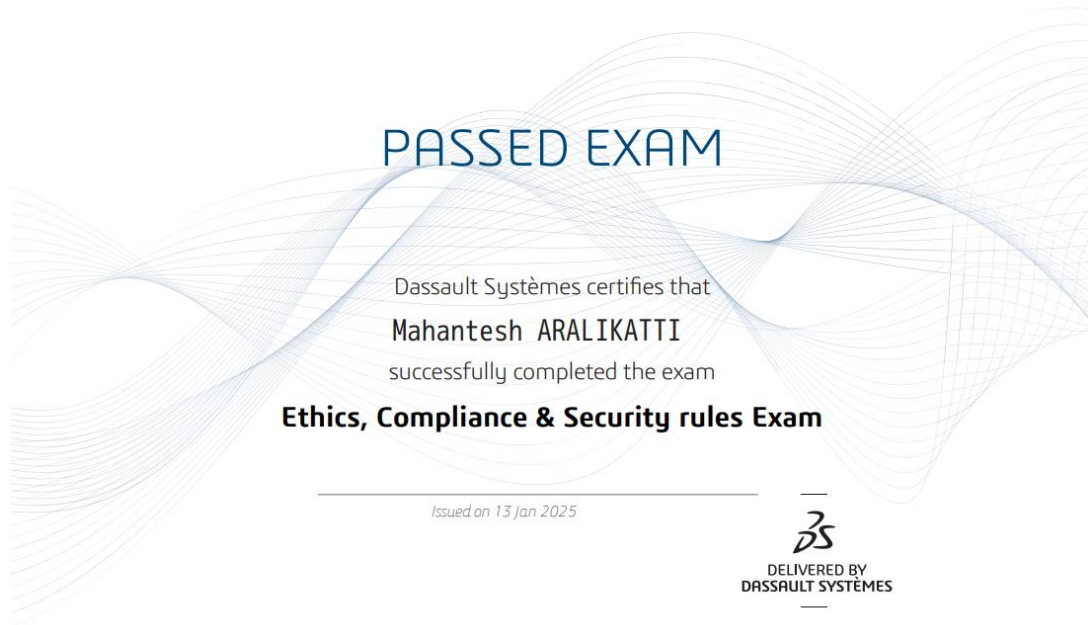 PASSED EXAM
Dassault Systèmes certifies that
Mahantesh ARALIKATTI
successfully completed the exam
Ethics, Compliance & Security rules Exam
Issued on 13 Jan 2025
3DS
DELIVERED BY
DASSAULT SYSTÈMES